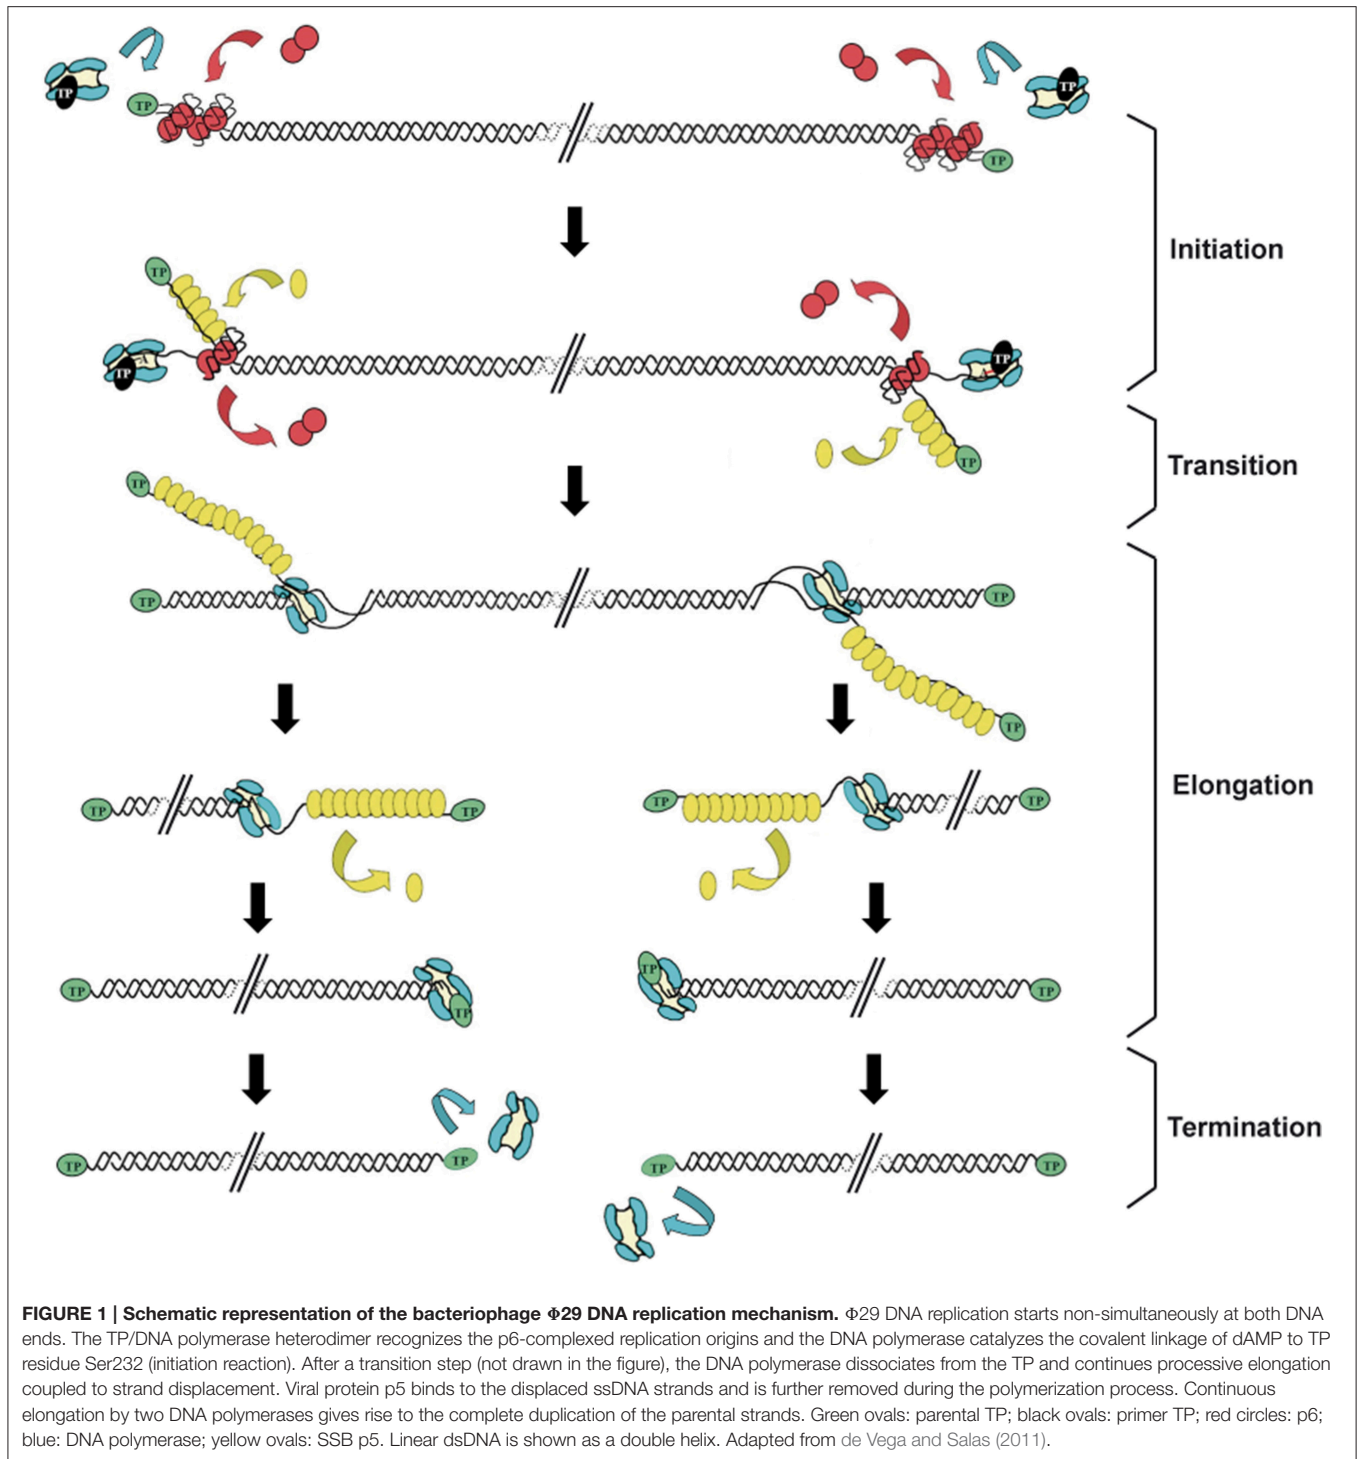 TP
TP
TP
TP
Initiation
TP
TP
A
TP
A
TP
TP
Transition
TP
TP
TP
TP
Elongation
TP
TP
TP
TP
TP
TP
TP
TP
Termination
TP
TP
TP
TP
FIGURE 1 | Schematic representation of the bacteriophage Φ29 DNA replication mechanism. Φ29 DNA replication starts non-simultaneously at both DNA
ends. The TP/DNA polymerase heterodimer recognizes the p6-complexed replication origins and the DNA polymerase catalyzes the covalent linkage of dAMP to TP
residue Ser232 (initiation reaction). After a transition step (not drawn in the figure), the DNA polymerase dissociates from the TP and continues processive elongation
coupled to strand displacement. Viral protein p5 binds to the displaced ssDNA strands and is further removed during the polymerization process. Continuous
elongation by two DNA polymerases gives rise to the complete duplication of the parental strands. Green ovals: parental TP; black ovals: primer TP; red circles: p6;
blue: DNA polymerase; yellow ovals: SSB p5. Linear dsDNA is shown as a double helix. Adapted from de Vega and Salas (2011).